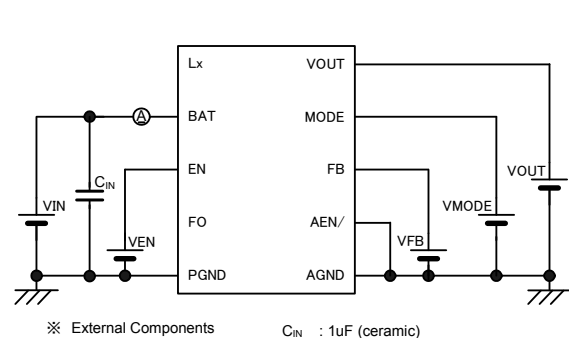 Lx VOUT
A BAT MODE
EN FB
VIN CIN VOUT
VMODE
FO AEN/
VEN VFB
PGND AGND
※ External Components CIN : 1uF (ceramic)